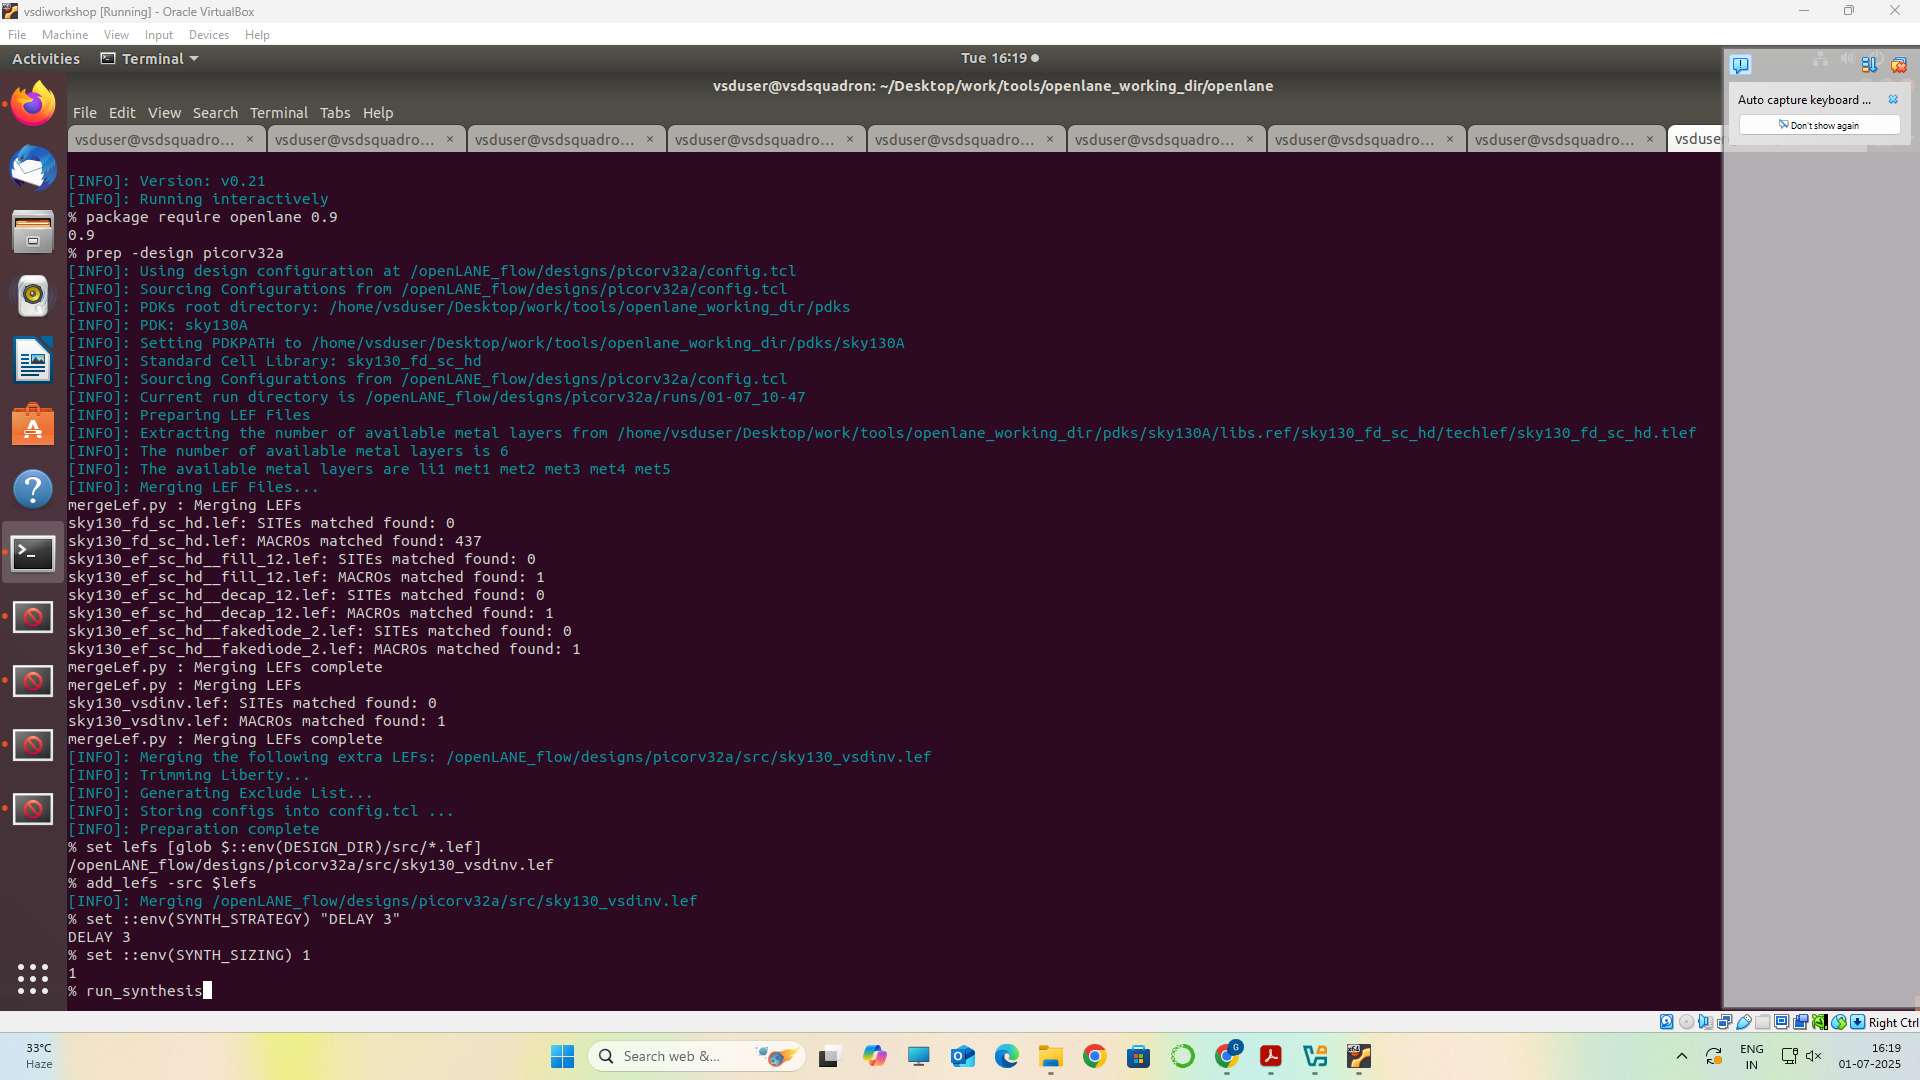 vsdiworkshop [Running] - Oracle VirtualBox
File Machine View Input Devices Help
Activities Terminal Tue 16:19
vsduser@vsdsquadron: ~/Desktop/work/tools/openlane_working_dir/openlane
Auto capture keyboard ...
Don't show again
File Edit View Search Terminal Tabs Help
vsduser@vsdsquadro... × vsduser@vsdsquadro... × vsduser@vsdsquadro... × vsduser@vsdsquadro... × vsduser@vsdsquadro... × vsduser@vsdsquadro... × vsduser@vsdsquadro... × vsduser@vsdsquadro... ×
[INFO]: Version: v0.21
[INFO]: Running interactively
% package require openlane 0.9
0.9
% prep -design picorv32a
[INFO]: Using design configuration at /openLANE_flow/designs/picorv32a/config.tcl
[INFO]: Sourcing Configurations from /openLANE_flow/designs/picorv32a/config.tcl
[INFO]: PDKs root directory: /home/vsduser/Desktop/work/tools/openlane_working_dir/pdks
[INFO]: PDK: sky130A
[INFO]: Setting PDKPATH to /home/vsduser/Desktop/work/tools/openlane_working_dir/pdks/sky130A
[INFO]: Standard Cell Library: sky130_fd_sc_hd
[INFO]: Sourcing Configurations from /openLANE_flow/designs/picorv32a/config.tcl
[INFO]: Current run directory is /openLANE_flow/designs/picorv32a/runs/01-07_10-47
[INFO]: Preparing LEF Files
[INFO]: Extracting the number of available metal layers from /home/vsduser/Desktop/work/tools/openlane_working_dir/pdks/sky130A/libs.ref/sky130_fd_sc_hd/techlef/sky130_fd_sc_hd.tlef
[INFO]: The number of available metal layers is 6
[INFO]: The available metal layers are li1 met1 met2 met3 met4 met5
[INFO]: Merging LEF Files...
mergeLef.py : Merging LEFs
sky130_fd_sc_hd.lef: SITEs matched found: 0
sky130_fd_sc_hd.lef: MACROs matched found: 437
sky130_ef_sc_hd__fill_12.lef: SITEs matched found: 0
sky130_ef_sc_hd__fill_12.lef: MACROs matched found: 1
sky130_ef_sc_hd__decap_12.lef: SITEs matched found: 0
sky130_ef_sc_hd__decap_12.lef: MACROs matched found: 1
sky130_ef_sc_hd__fakediode_2.lef: SITEs matched found: 0
sky130_ef_sc_hd__fakediode_2.lef: MACROs matched found: 1
mergeLef.py : Merging LEFs complete
mergeLef.py : Merging LEFs
sky130_vsdinv.lef: SITEs matched found: 0
sky130_vsdinv.lef: MACROs matched found: 1
mergeLef.py : Merging LEFs complete
[INFO]: Merging the following extra LEFs: /openLANE_flow/designs/picorv32a/src/sky130_vsdinv.lef
[INFO]: Trimming Liberty...
[INFO]: Generating Exclude List...
[INFO]: Storing configs into config.tcl ...
[INFO]: Preparation complete
% set lefs [glob $::env(DESIGN_DIR)/src/*.lef]
/openLANE_flow/designs/picorv32a/src/sky130_vsdinv.lef
% add_lefs -src $lefs
[INFO]: Merging /openLANE_flow/designs/picorv32a/src/sky130_vsdinv.lef
% set ::env(SYNTH_STRATEGY) "DELAY 3"
DELAY 3
% set ::env(SYNTH_SIZING) 1
1
% run_synthesis
Right Ctrl
33°C
Haze
Search web &...
ENG
IN
16:19
01-07-2025